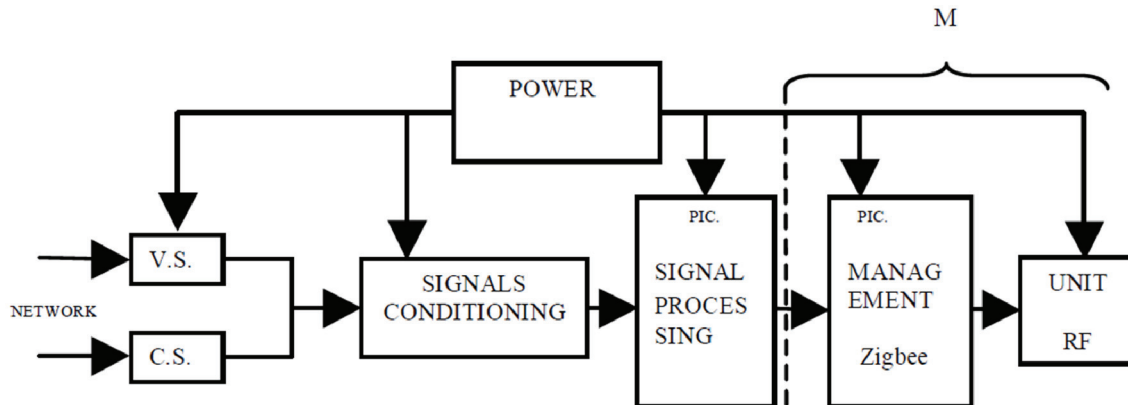 M
POWER
PIC.
PIC.
V.S.
SIGNALS
CONDITIONING
SIGNAL
PROCES
SING
MANAG
EMENT
Zigbee
UNIT
RF
NETWORK
C.S.